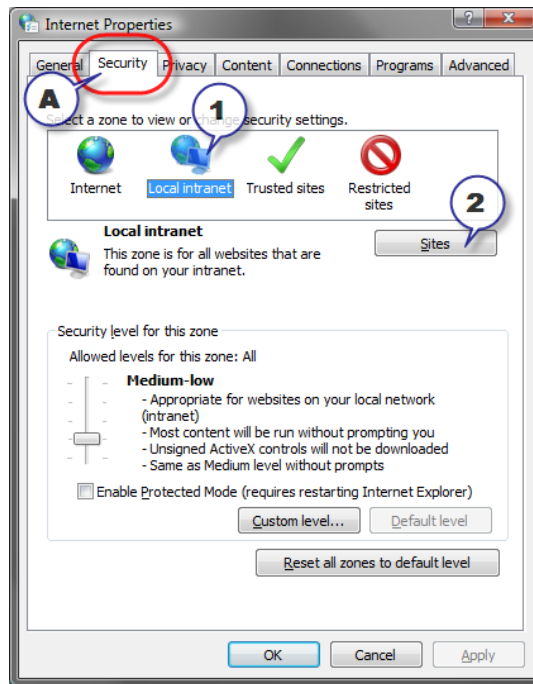 Internet Properties
?
X
General Security Privacy Content Connections Programs Advanced
A
1
Select a zone to view or change security settings.
Internet Local intranet Trusted sites Restricted sites
2
Local intranet
This zone is for all websites that are
found on your intranet.
Sites
Security level for this zone
Allowed levels for this zone: All
Medium-low
- Appropriate for websites on your local network
(intranet)
- Most content will be run without prompting you
- Unsigned ActiveX controls will not be downloaded
- Same as Medium level without prompts
Enable Protected Mode (requires restarting Internet Explorer)
Custom level... Default level
Reset all zones to default level
OK Cancel Apply